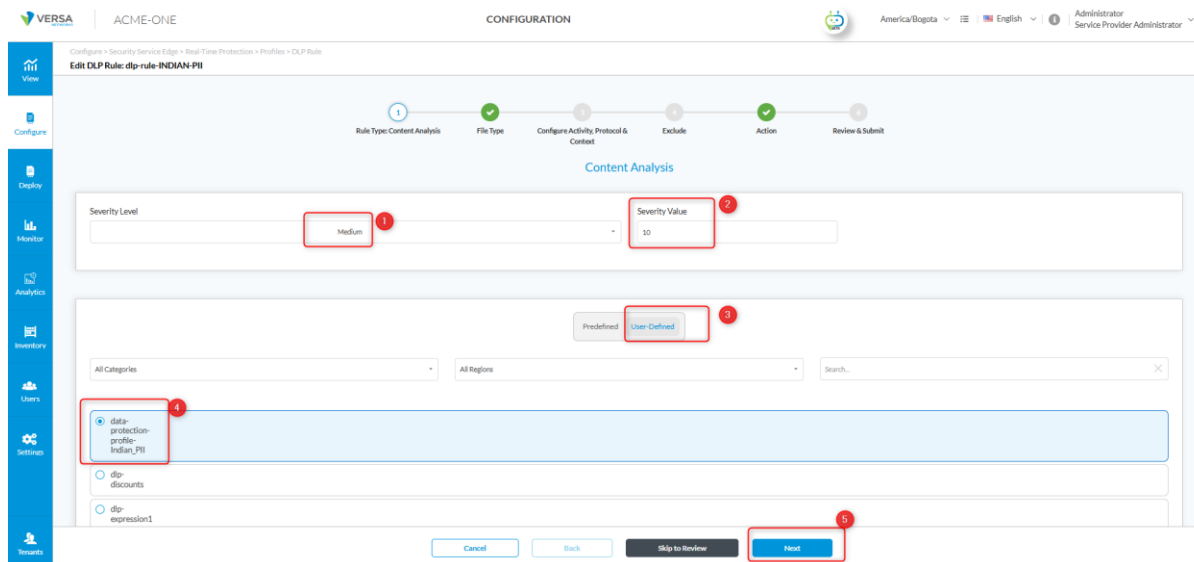 VERSA
NETWORKS
ACME-ONE
CONFIGURATION
America/Bogota
English
Administrator
Service Provider Administrator
Configure > Security Service Edge > Real-Time Protection > Profiles > DLP Rule
Edit DLP Rule: dlp-rule-INDIAN-PII
View
Configure
Deploy
Monitor
Analytics
Inventory
Users
Settings
Tenants
1
Rule Type: Content Analysis
File Type
3
Configure Activity, Protocol &
Context
4
Exclude
Action
6
Review & Submit
Content Analysis
Severity Level
Medium
1
Severity Value
10
2
Predefined
User-Defined
3
All Categories
All Regions
Search...
4
data-
protection-
profile-
Indian_PII
dlp-
discounts
dlp-
expression1
5
Cancel
Back
Skip to Review
Next